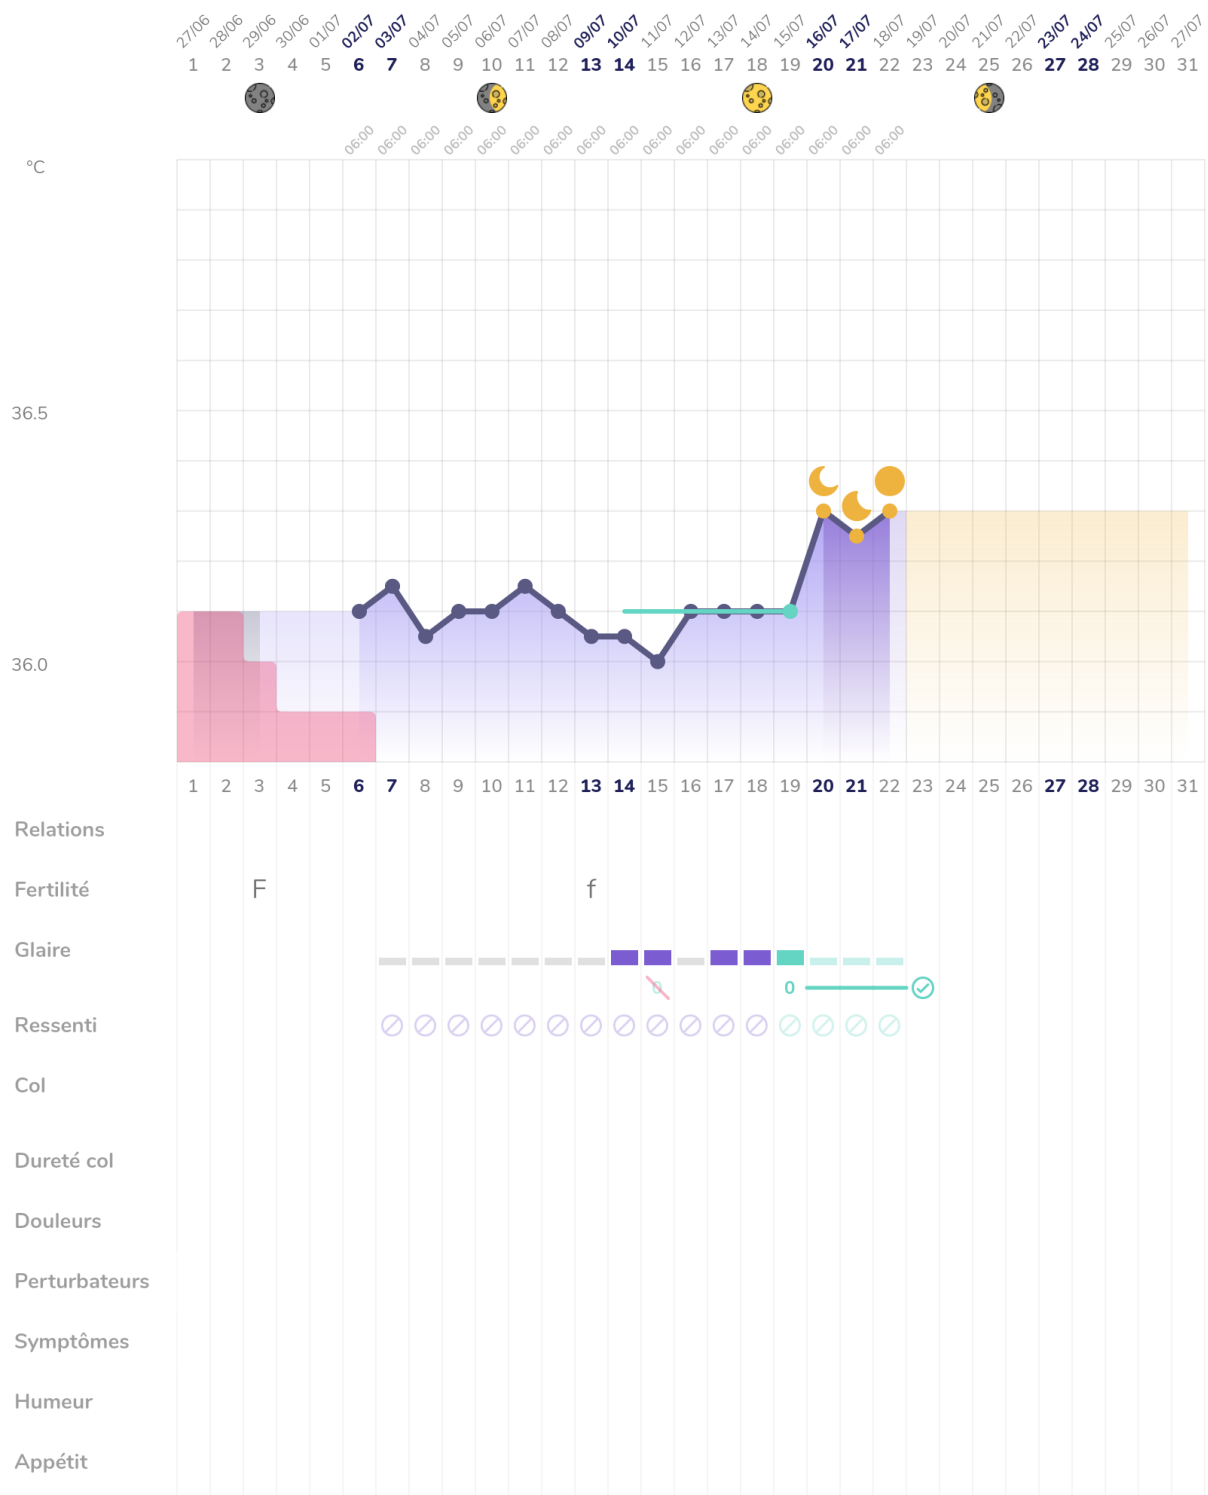 27/06 28/06 29/06 30/06 01/07 02/07 03/07 04/07 05/07 06/07 07/07 08/07 09/07 10/07 11/07 12/07 13/07 14/07 15/07 16/07 17/07 18/07 19/07 20/07 21/07 22/07 23/07 24/07 25/07 26/07 27/07
1 2 3 4 5 6 7 8 9 10 11 12 13 14 15 16 17 18 19 20 21 22 23 24 25 26 27 28 29 30 31
06:00 06:00 06:00 06:00 06:00 06:00 06:00 06:00 06:00 06:00 06:00 06:00 06:00 06:00 06:00 06:00 06:00
°C
36.5
36.0
1 2 3 4 5 6 7 8 9 10 11 12 13 14 15 16 17 18 19 20 21 22 23 24 25 26 27 28 29 30 31
Relations
Fertilité F f
Glaire
0 0
Ressenti
Col
Dureté col
Douleurs
Perturbateurs
Symptômes
Humeur
Appétit